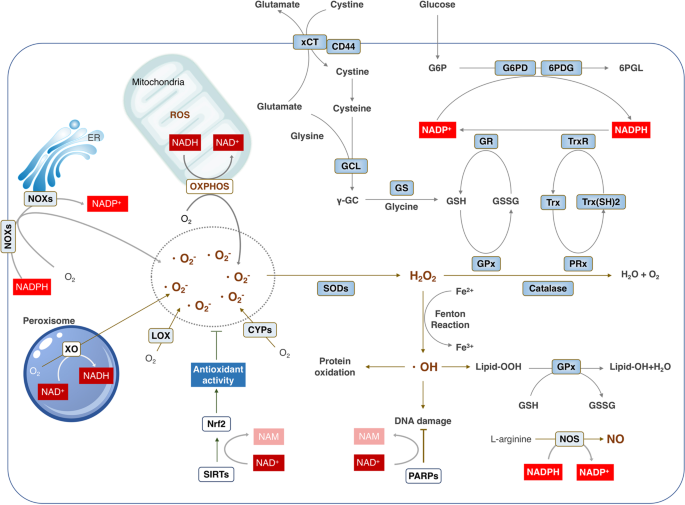 Glutamate
Cystine
Glucose
xCT
CD44
G6P
G6PD
6PDG
6PGL
Mitochondria
Cystine
ROS
Glutamate
Cysteine
NADP⁺
NADPH
ER
NADH
NAD⁺
Glysine
GR
TrxR
GCL
OXPHOS
NOXs
NADP⁺
γ-GC
GS
Glycine
GSH
GSSG
Trx
Trx(SH)2
O₂
NOXs
O₂
NADPH
GPx
PRx
· O₂⁻
· O₂⁻
· O₂⁻
· O₂⁻
· O₂⁻
· O₂⁻
· O₂⁻
SODs
H₂O₂
Catalase
H₂O + O₂
Peroxisome
XO
O₂
NADH
NAD⁺
LOX
O₂
CYPs
O₂
Fe²⁺
Fenton
Reaction
Fe³⁺
Antioxidant
activity
Protein
oxidation
· OH
Lipid-OOH
GPx
Lipid-OH+H₂O
GSH
GSSG
Nrf2
NAM
NAD⁺
SIRTs
DNA damage
NAM
NAD⁺
PARPs
L-arginine
NOS
NO
NADPH
NADP⁺